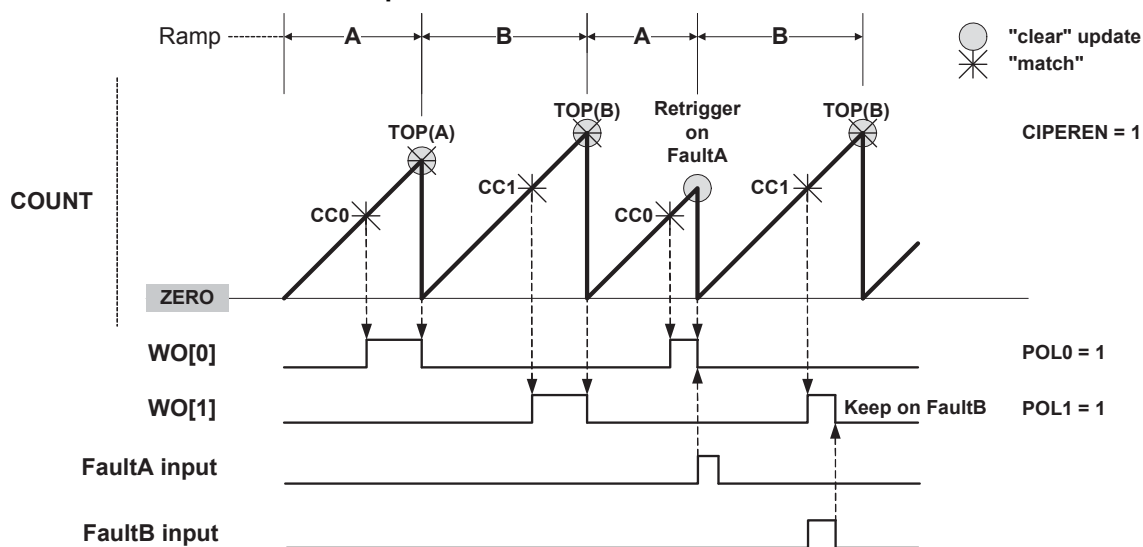 Ramp
A
B
A
B
"clear" update
"match"
TOP(A)
TOP(B)
Retrigger
on
FaultA
TOP(B)
CIPEREN = 1
COUNT
CC0
CC1
CC0
CC1
ZERO
WO[0]
POL0 = 1
WO[1]
Keep on FaultB
POL1 = 1
FaultA input
FaultB input